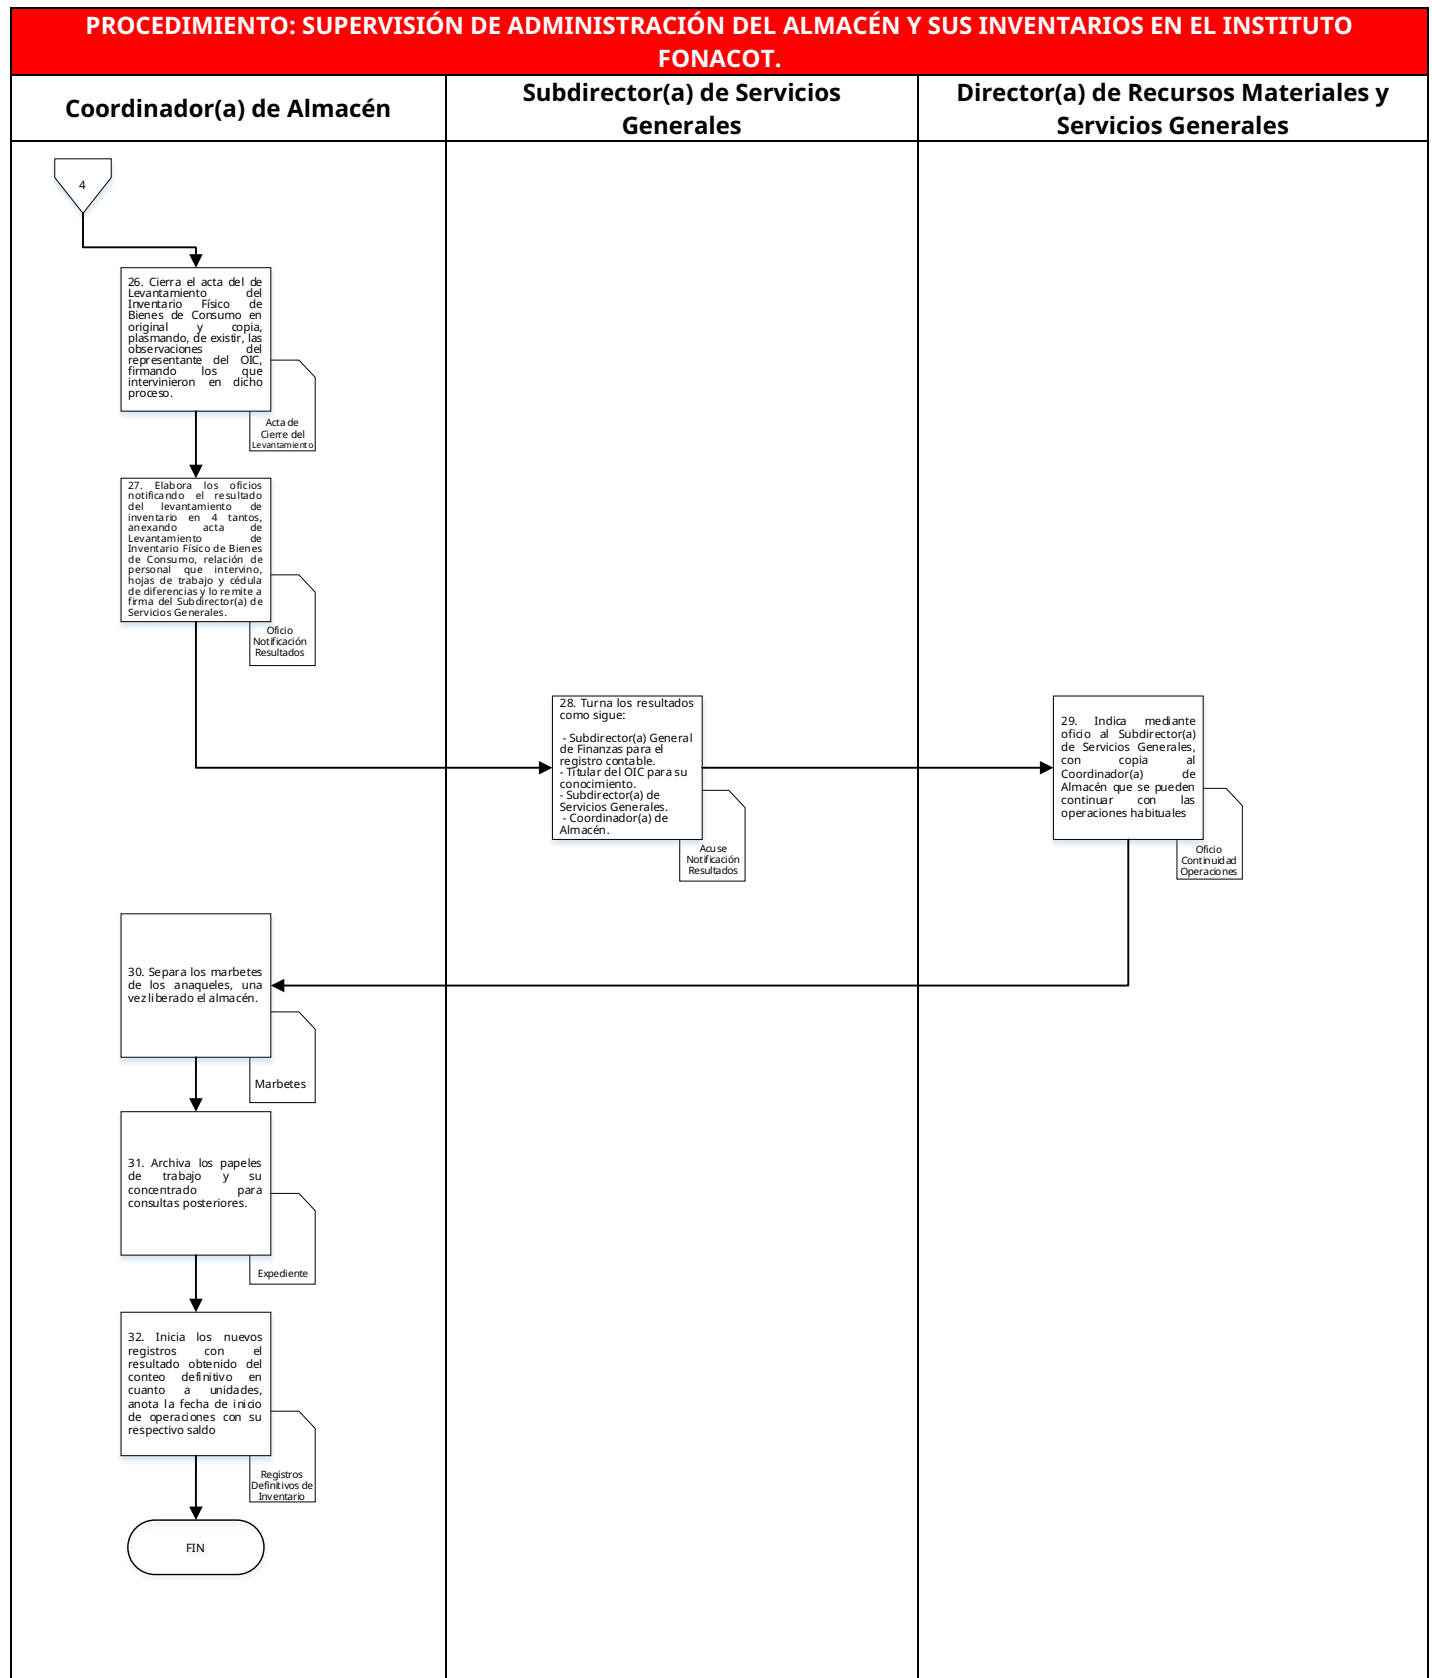 PROCEDIMIENTO: SUPERVISIÓN DE ADMINISTRACIÓN DEL ALMACÉN Y SUS INVENTARIOS EN EL INSTITUTO
FONACOT.
Coordinador(a) de Almacén
Subdirector(a) de Servicios
Generales
Director(a) de Recursos Materiales y
Servicios Generales
4
26. Cierra el acta del de
Levantamiento del
Inventario Físico de
Bienes de Consumo en
original y copia,
plasmando, de existir, las
observaciones del
representante del OIC,
firmando los que
intervinieron en dicho
proceso.
Acta de
Cierre del
Levantamiento
27. Elabora los oficios
notificando el resultado
del levantamiento de
inventario en 4 tantos,
anexando acta de
Levantamiento de
Inventario Físico de Bienes
de Consumo, relación de
personal que intervino,
hojas de trabajo y cédula
de diferencias y lo remite a
firma del Subdirector(a) de
Servicios Generales.
Oficio
Notificación
Resultados
28. Turna los resultados
como sigue:
- Subdirector(a) General
de Finanzas para el
registro contable.
- Titular del OIC para su
conocimiento.
- Subdirector(a) de
Servicios Generales.
- Coordinador(a) de
Almacén.
Acuse
Notificación
Resultados
29. Indica mediante
oficio al Subdirector(a)
de Servicios Generales,
con copia al
Coordinador(a) de
Almacén que se pueden
continuar con las
operaciones habituales
Oficio
Continuidad
Operaciones
30. Separa los marbetes
de los anaqueles, una
vez liberado el almacén.
Marbetes
31. Archiva los papeles
de trabajo y su
concentrado para
consultas posteriores.
Expediente
32. Inicia los nuevos
registros con el
resultado obtenido del
conteo definitivo en
cuanto a unidades,
anota la fecha de inicio
de operaciones con su
respectivo saldo
Registros
Definitivos de
Inventario
FIN